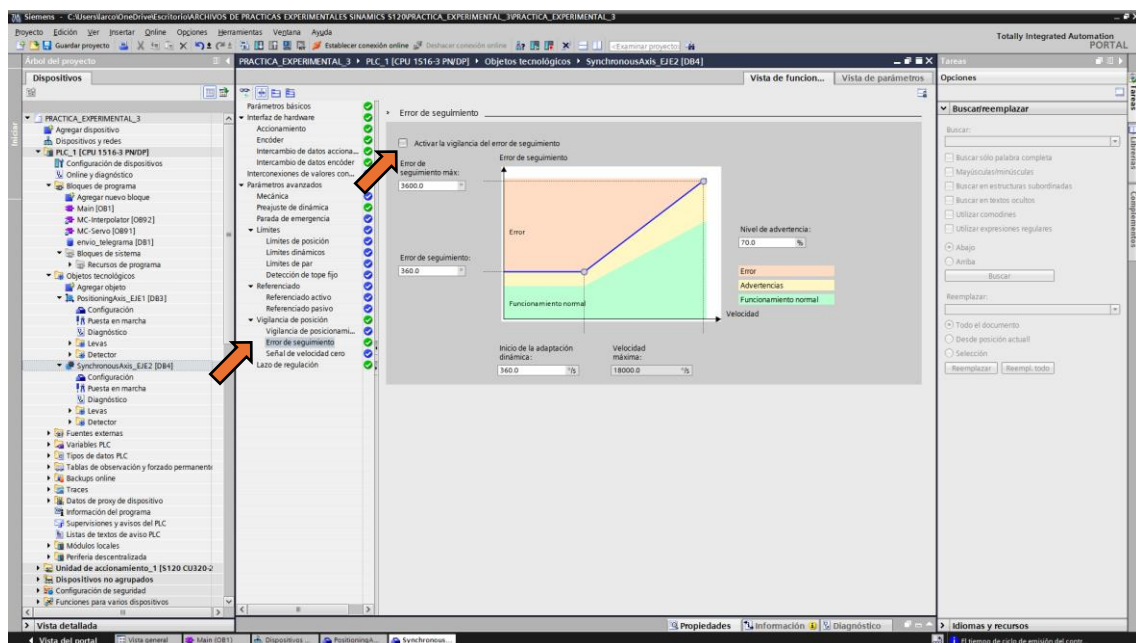 Siemens - C:\Users\larco\OneDrive\Escritorio\ARCHIVOS DE PRACTICAS EXPERIMENTALES SINAMICS S120\PRACTICA_EXPERIMENTAL_3\PRACTICA_EXPERIMENTAL_3
Proyecto Edición Ver Insertar Online Opciones Herramientas Ventana Ayuda
Totally Integrated Automation
PORTAL
Guardar proyecto Establecer conexión online Deshacer conexión online <Examinar proyecto>
Árbol del proyecto
PRACTICA_EXPERIMENTAL_3 PLC_1 [CPU 1516-3 PN/DP] Objetos tecnológicos SynchronousAxis_EJE2 [DB4]
Tareas
Dispositivos
Vista de funcion... Vista de parámetros
Opciones
Iniciar
PRACTICA_EXPERIMENTAL_3
Agregar dispositivo
Dispositivos y redes
PLC_1 [CPU 1516-3 PN/DP]
Configuración de dispositivos
Online y diagnóstico
Bloques de programa
Agregar nuevo bloque
Main [OB1]
MC-Interpolator [OB92]
MC-Servo [OB91]
envio_telegrama [DB1]
Bloques de sistema
Recursos de programa
Objetos tecnológicos
Agregar objeto
PositioningAxis_EJE1 [DB3]
Configuración
Puesta en marcha
Diagnóstico
Levas
Detector
SynchronousAxis_EJE2 [DB4]
Configuración
Puesta en marcha
Diagnóstico
Levas
Detector
Fuentes externas
Variables PLC
Tipos de datos PLC
Tablas de observación y forzado permanente
Backups online
Traces
Datos de proxy de dispositivo
Información del programa
Supervisiones y avisos del PLC
Listas de textos de aviso PLC
Módulos locales
Periferia descentralizada
Unidad de accionamiento_1 [S120 CU320-2
Dispositivos no agrupados
Configuración de seguridad
Funciones para varios dispositivos
Vista detallada
Parámetros básicos
Interfaz de hardware
Accionamiento
Encóder
Intercambio de datos acciona...
Intercambio de datos encóder
Interconexiones de valores con...
Parámetros avanzados
Mecánica
Preajuste de dinámica
Parada de emergencia
Límites
Límites de posición
Límites dinámicos
Límites de par
Detección de tope fijo
Referenciado
Referenciado activo
Referenciado pasivo
Vigilancia de posición
Vigilancia de posicionami...
Error de seguimiento
Señal de velocidad cero
Lazo de regulación
Error de seguimiento
Activar la vigilancia del error de seguimiento
Error de
seguimiento máx:
3600.0 °
Error de seguimiento
Error
Error de seguimiento:
360.0 °
Funcionamiento normal
Velocidad
Nivel de advertencia:
70.0 %
Error
Advertencias
Funcionamiento normal
Inicio de la adaptación
dinámica:
360.0 °/s
Velocidad
máxima:
18000.0 °/s
Buscar/reemplazar
Buscar:
Buscar sólo palabra completa
Mayúsculas/minúsculas
Buscar en estructuras subordinadas
Buscar en textos ocultos
Utilizar comodines
Utilizar expresiones regulares
Abajo
Arriba
Buscar
Reemplazar:
Todo el documento
Desde posición actuall
Selección
Reemplazar Reempl. todo
Idiomas y recursos
Tareas
Librerías
Complementos
Propiedades Información Diagnóstico
Vista del portal Vista general Main (OB1) Dispositivos ... PositioningA... Synchronous...
El tiempo de ciclo de emisión del contr...